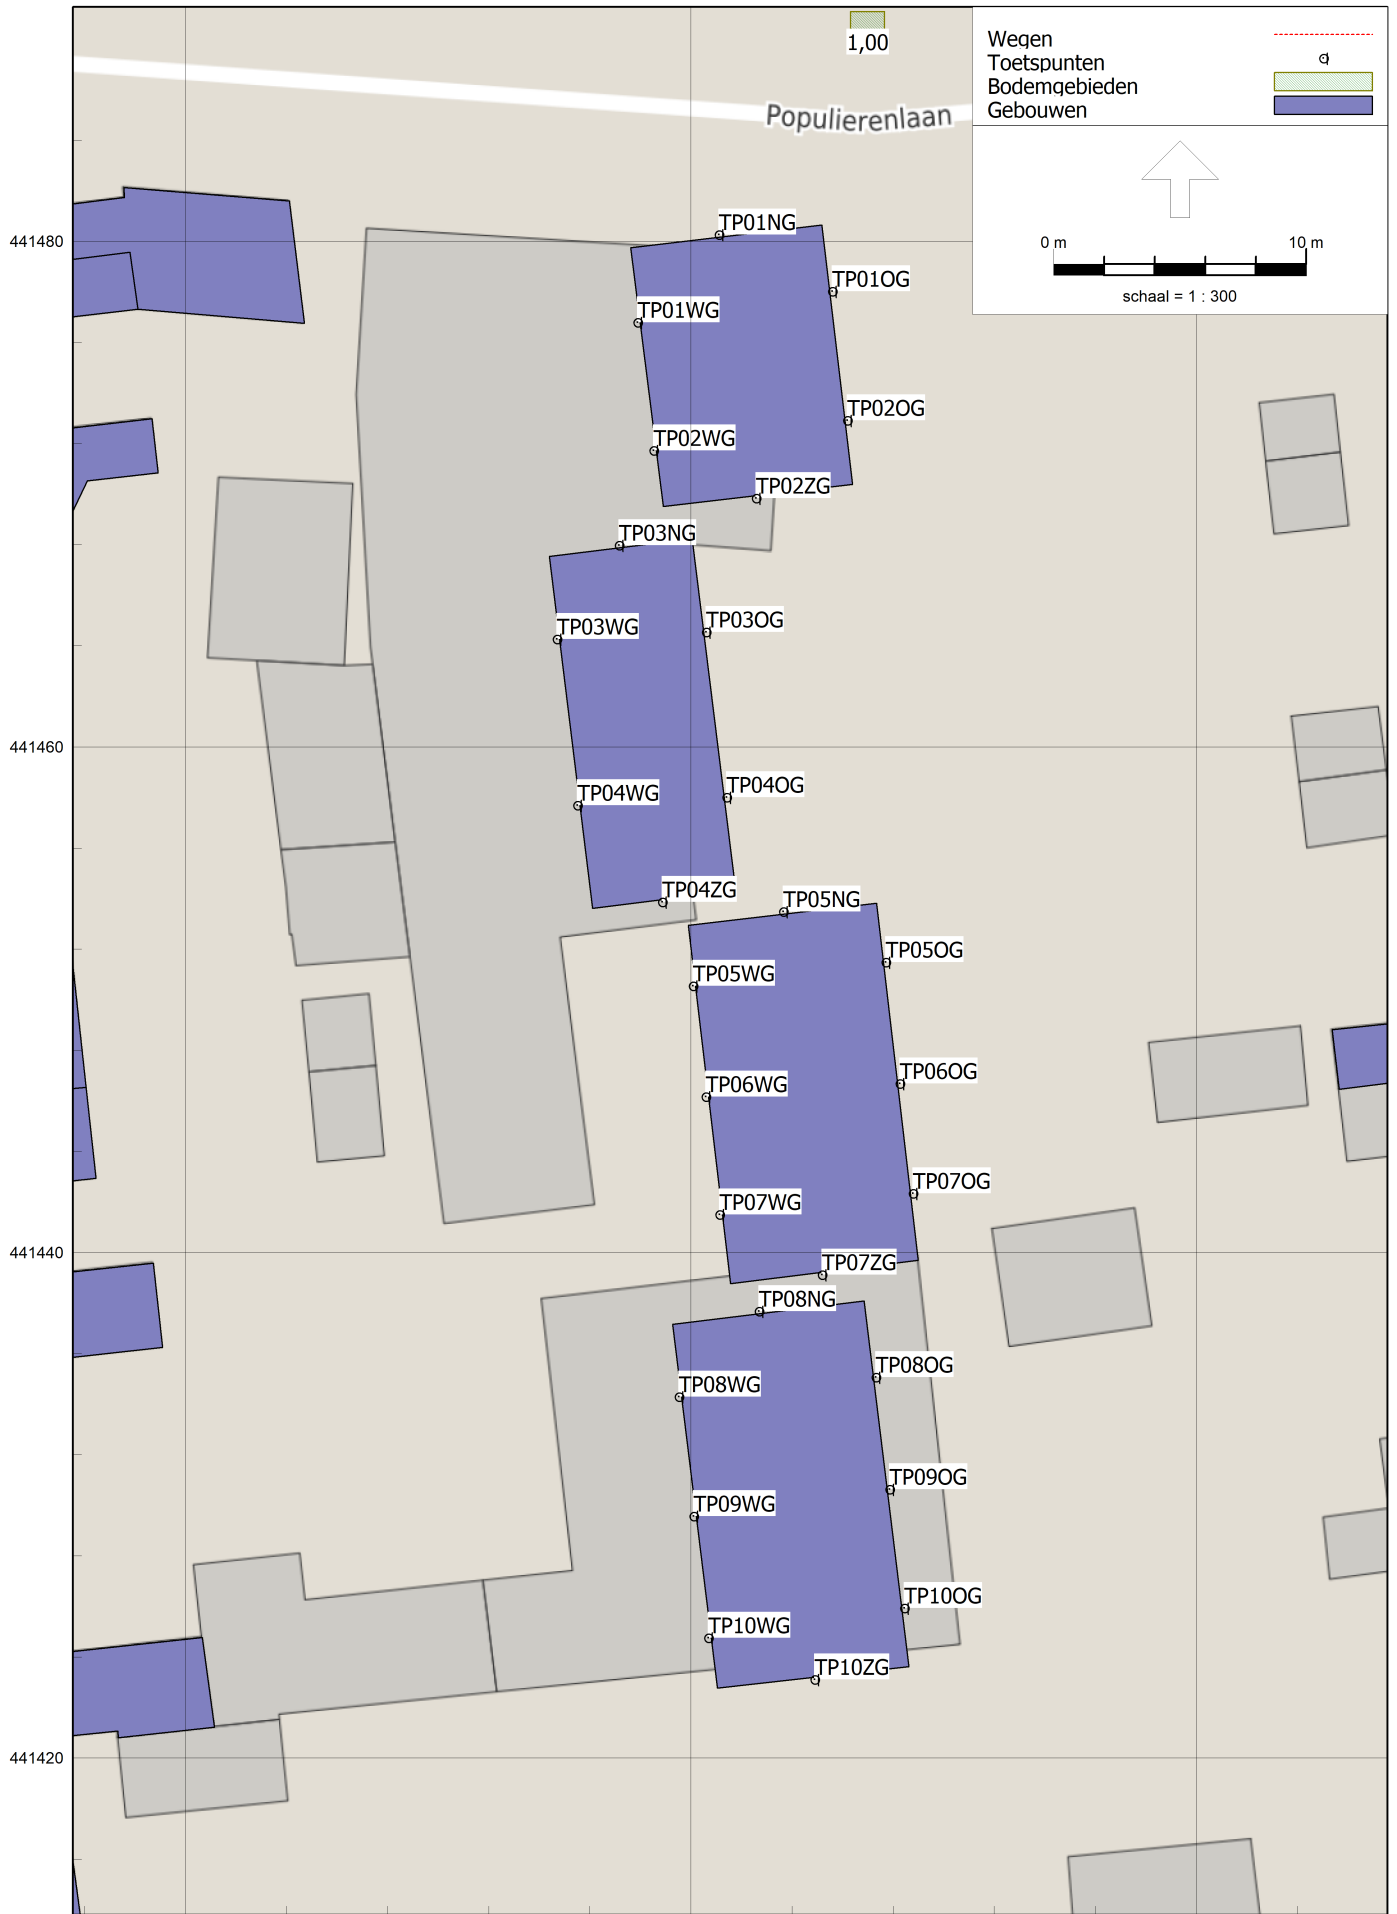 1,00
Wegen
Toetspunten
Bodemgebieden
Gebouwen
Populierenlaan
0 m 10 m
schaal = 1 : 300
441480
TP01NG
TP01OG
TP01WG
TP02OG
TP02WG
TP02ZG
TP03NG
TP03OG
TP03WG
441460
TP04OG
TP04WG
TP04ZG
TP05NG
TP05OG
TP05WG
TP06OG
TP06WG
TP07OG
TP07WG
441440
TP07ZG
TP08NG
TP08OG
TP08WG
TP09OG
TP09WG
TP10OG
TP10WG
TP10ZG
441420